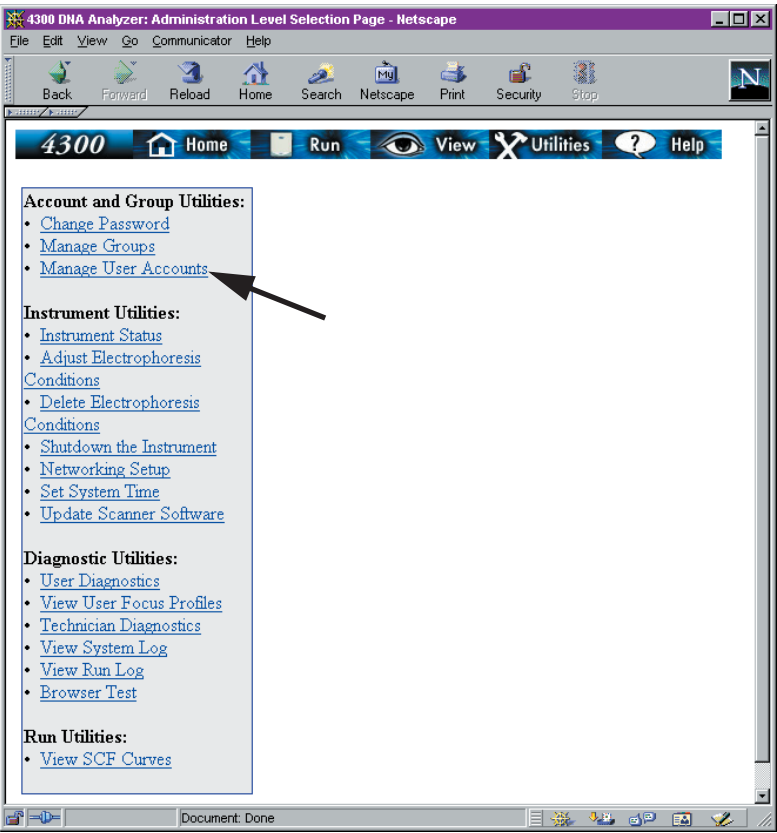 4300 DNA Analyzer: Administration Level Selection Page - Netscape
File Edit View Go Communicator Help
Back Forward Reload Home Search Netscape Print Security Stop
4300 Home Run View Utilities ? Help
Account and Group Utilities:
• Change Password
• Manage Groups
• Manage User Accounts
Instrument Utilities:
• Instrument Status
• Adjust Electrophoresis
Conditions
• Delete Electrophoresis
Conditions
• Shutdown the Instrument
• Networking Setup
• Set System Time
• Update Scanner Software
Diagnostic Utilities:
• User Diagnostics
• View User Focus Profiles
• Technician Diagnostics
• View System Log
• View Run Log
• Browser Test
Run Utilities:
• View SCF Curves
Document: Done